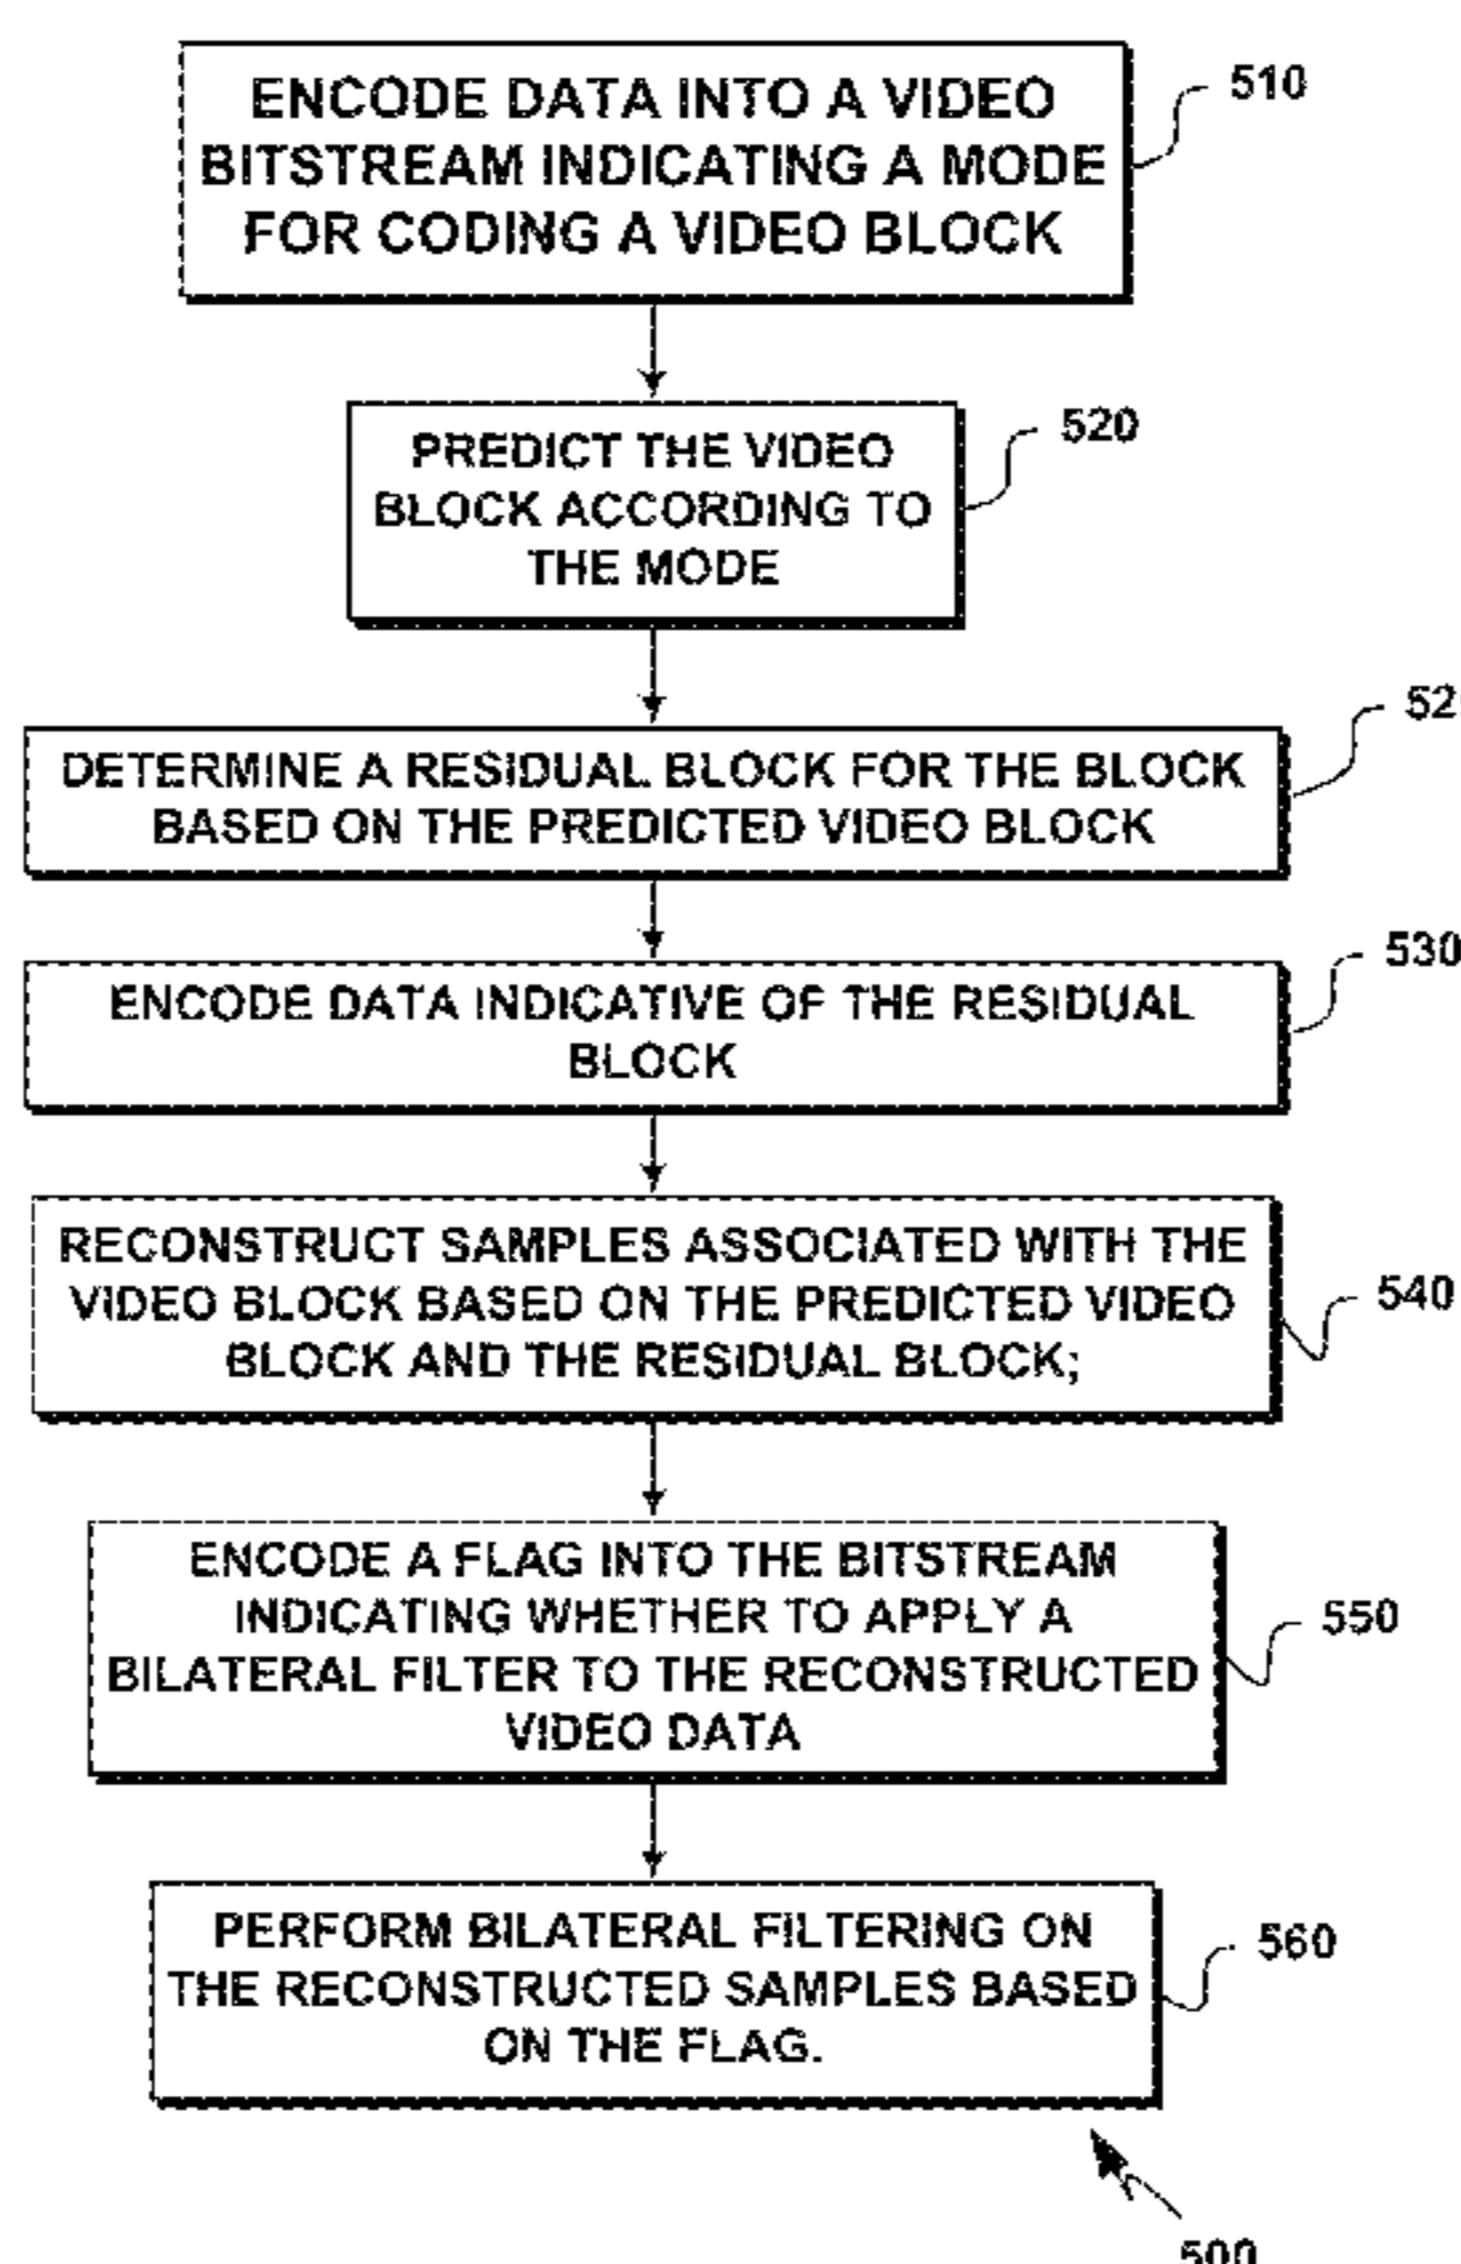 ENCODE DATA INTO A VIDEO
BITSTREAM INDICATING A MODE
FOR CODING A VIDEO BLOCK
510
PREDICT THE VIDEO
BLOCK ACCORDING TO
THE MODE
520
DETERMINE A RESIDUAL BLOCK FOR THE BLOCK
BASED ON THE PREDICTED VIDEO BLOCK
ENCODE DATA INDICATIVE OF THE RESIDUAL
BLOCK
530
RECONSTRUCT SAMPLES ASSOCIATED WITH THE
VIDEO BLOCK BASED ON THE PREDICTED VIDEO
BLOCK AND THE RESIDUAL BLOCK;
540
ENCODE A FLAG INTO THE BITSTREAM
INDICATING WHETHER TO APPLY A
BILATERAL FILTER TO THE RECONSTRUCTED
VIDEO DATA
550
PERFORM BILATERAL FILTERING ON
THE RECONSTRUCTED SAMPLES BASED
ON THE FLAG.
560
500